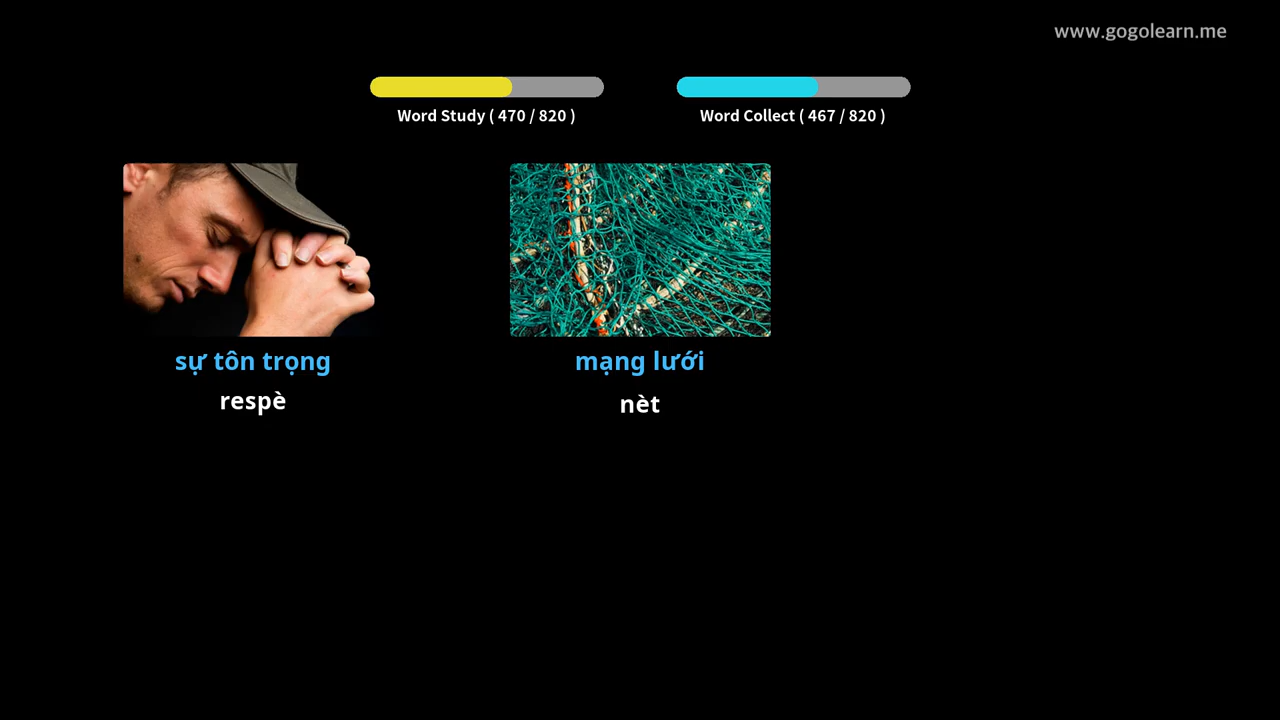 www.gogolearn.me
Word Study ( 470 / 820 )
Word Collect ( 467 / 820 )
sự tôn trọng
respè
mạng lưới
nèt